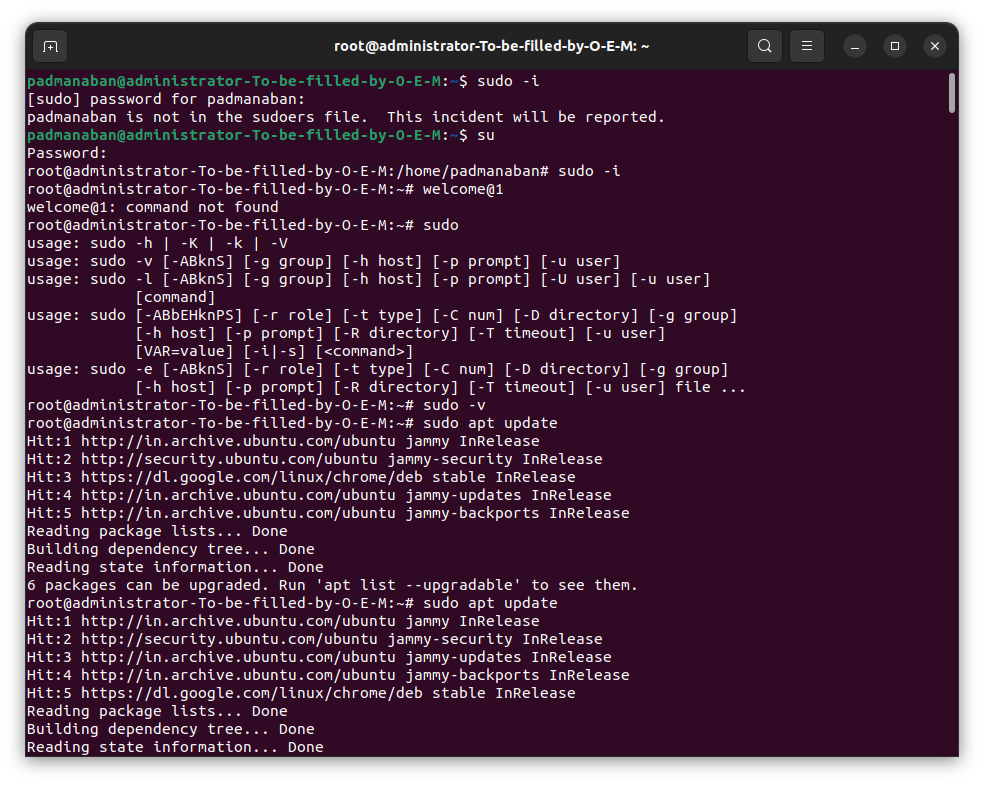 root@administrator-To-be-filled-by-O-E-M: ~
padmanaban@administrator-To-be-filled-by-O-E-M:~$ sudo -i
[sudo] password for padmanaban:
padmanaban is not in the sudoers file.  This incident will be reported.
padmanaban@administrator-To-be-filled-by-O-E-M:~$ su
Password:
root@administrator-To-be-filled-by-O-E-M:/home/padmanaban# sudo -i
root@administrator-To-be-filled-by-O-E-M:~# welcome@1
welcome@1: command not found
root@administrator-To-be-filled-by-O-E-M:~# sudo
usage: sudo -h | -K | -k | -V
usage: sudo -v [-ABknS] [-g group] [-h host] [-p prompt] [-u user]
usage: sudo -l [-ABknS] [-g group] [-h host] [-p prompt] [-U user] [-u user]
            [command]
usage: sudo [-ABbEHknPS] [-r role] [-t type] [-C num] [-D directory] [-g group]
            [-h host] [-p prompt] [-R directory] [-T timeout] [-u user]
            [VAR=value] [-i|-s] [<command>]
usage: sudo -e [-ABknS] [-r role] [-t type] [-C num] [-D directory] [-g group]
            [-h host] [-p prompt] [-R directory] [-T timeout] [-u user] file ...
root@administrator-To-be-filled-by-O-E-M:~# sudo -v
root@administrator-To-be-filled-by-O-E-M:~# sudo apt update
Hit:1 http://in.archive.ubuntu.com/ubuntu jammy InRelease
Hit:2 http://security.ubuntu.com/ubuntu jammy-security InRelease
Hit:3 https://dl.google.com/linux/chrome/deb stable InRelease
Hit:4 http://in.archive.ubuntu.com/ubuntu jammy-updates InRelease
Hit:5 http://in.archive.ubuntu.com/ubuntu jammy-backports InRelease
Reading package lists... Done
Building dependency tree... Done
Reading state information... Done
6 packages can be upgraded. Run 'apt list --upgradable' to see them.
root@administrator-To-be-filled-by-O-E-M:~# sudo apt update
Hit:1 http://in.archive.ubuntu.com/ubuntu jammy InRelease
Hit:2 http://security.ubuntu.com/ubuntu jammy-security InRelease
Hit:3 http://in.archive.ubuntu.com/ubuntu jammy-updates InRelease
Hit:4 http://in.archive.ubuntu.com/ubuntu jammy-backports InRelease
Hit:5 https://dl.google.com/linux/chrome/deb stable InRelease
Reading package lists... Done
Building dependency tree... Done
Reading state information... Done